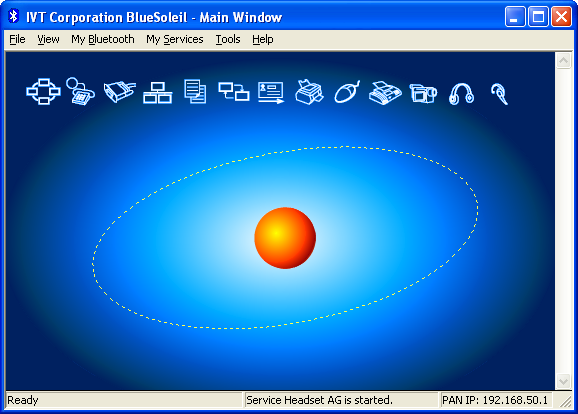 IVT Corporation BlueSoleil - Main Window
File View My Bluetooth My Services Tools Help
Ready Service Headset AG is started. PAN IP: 192.168.50.1